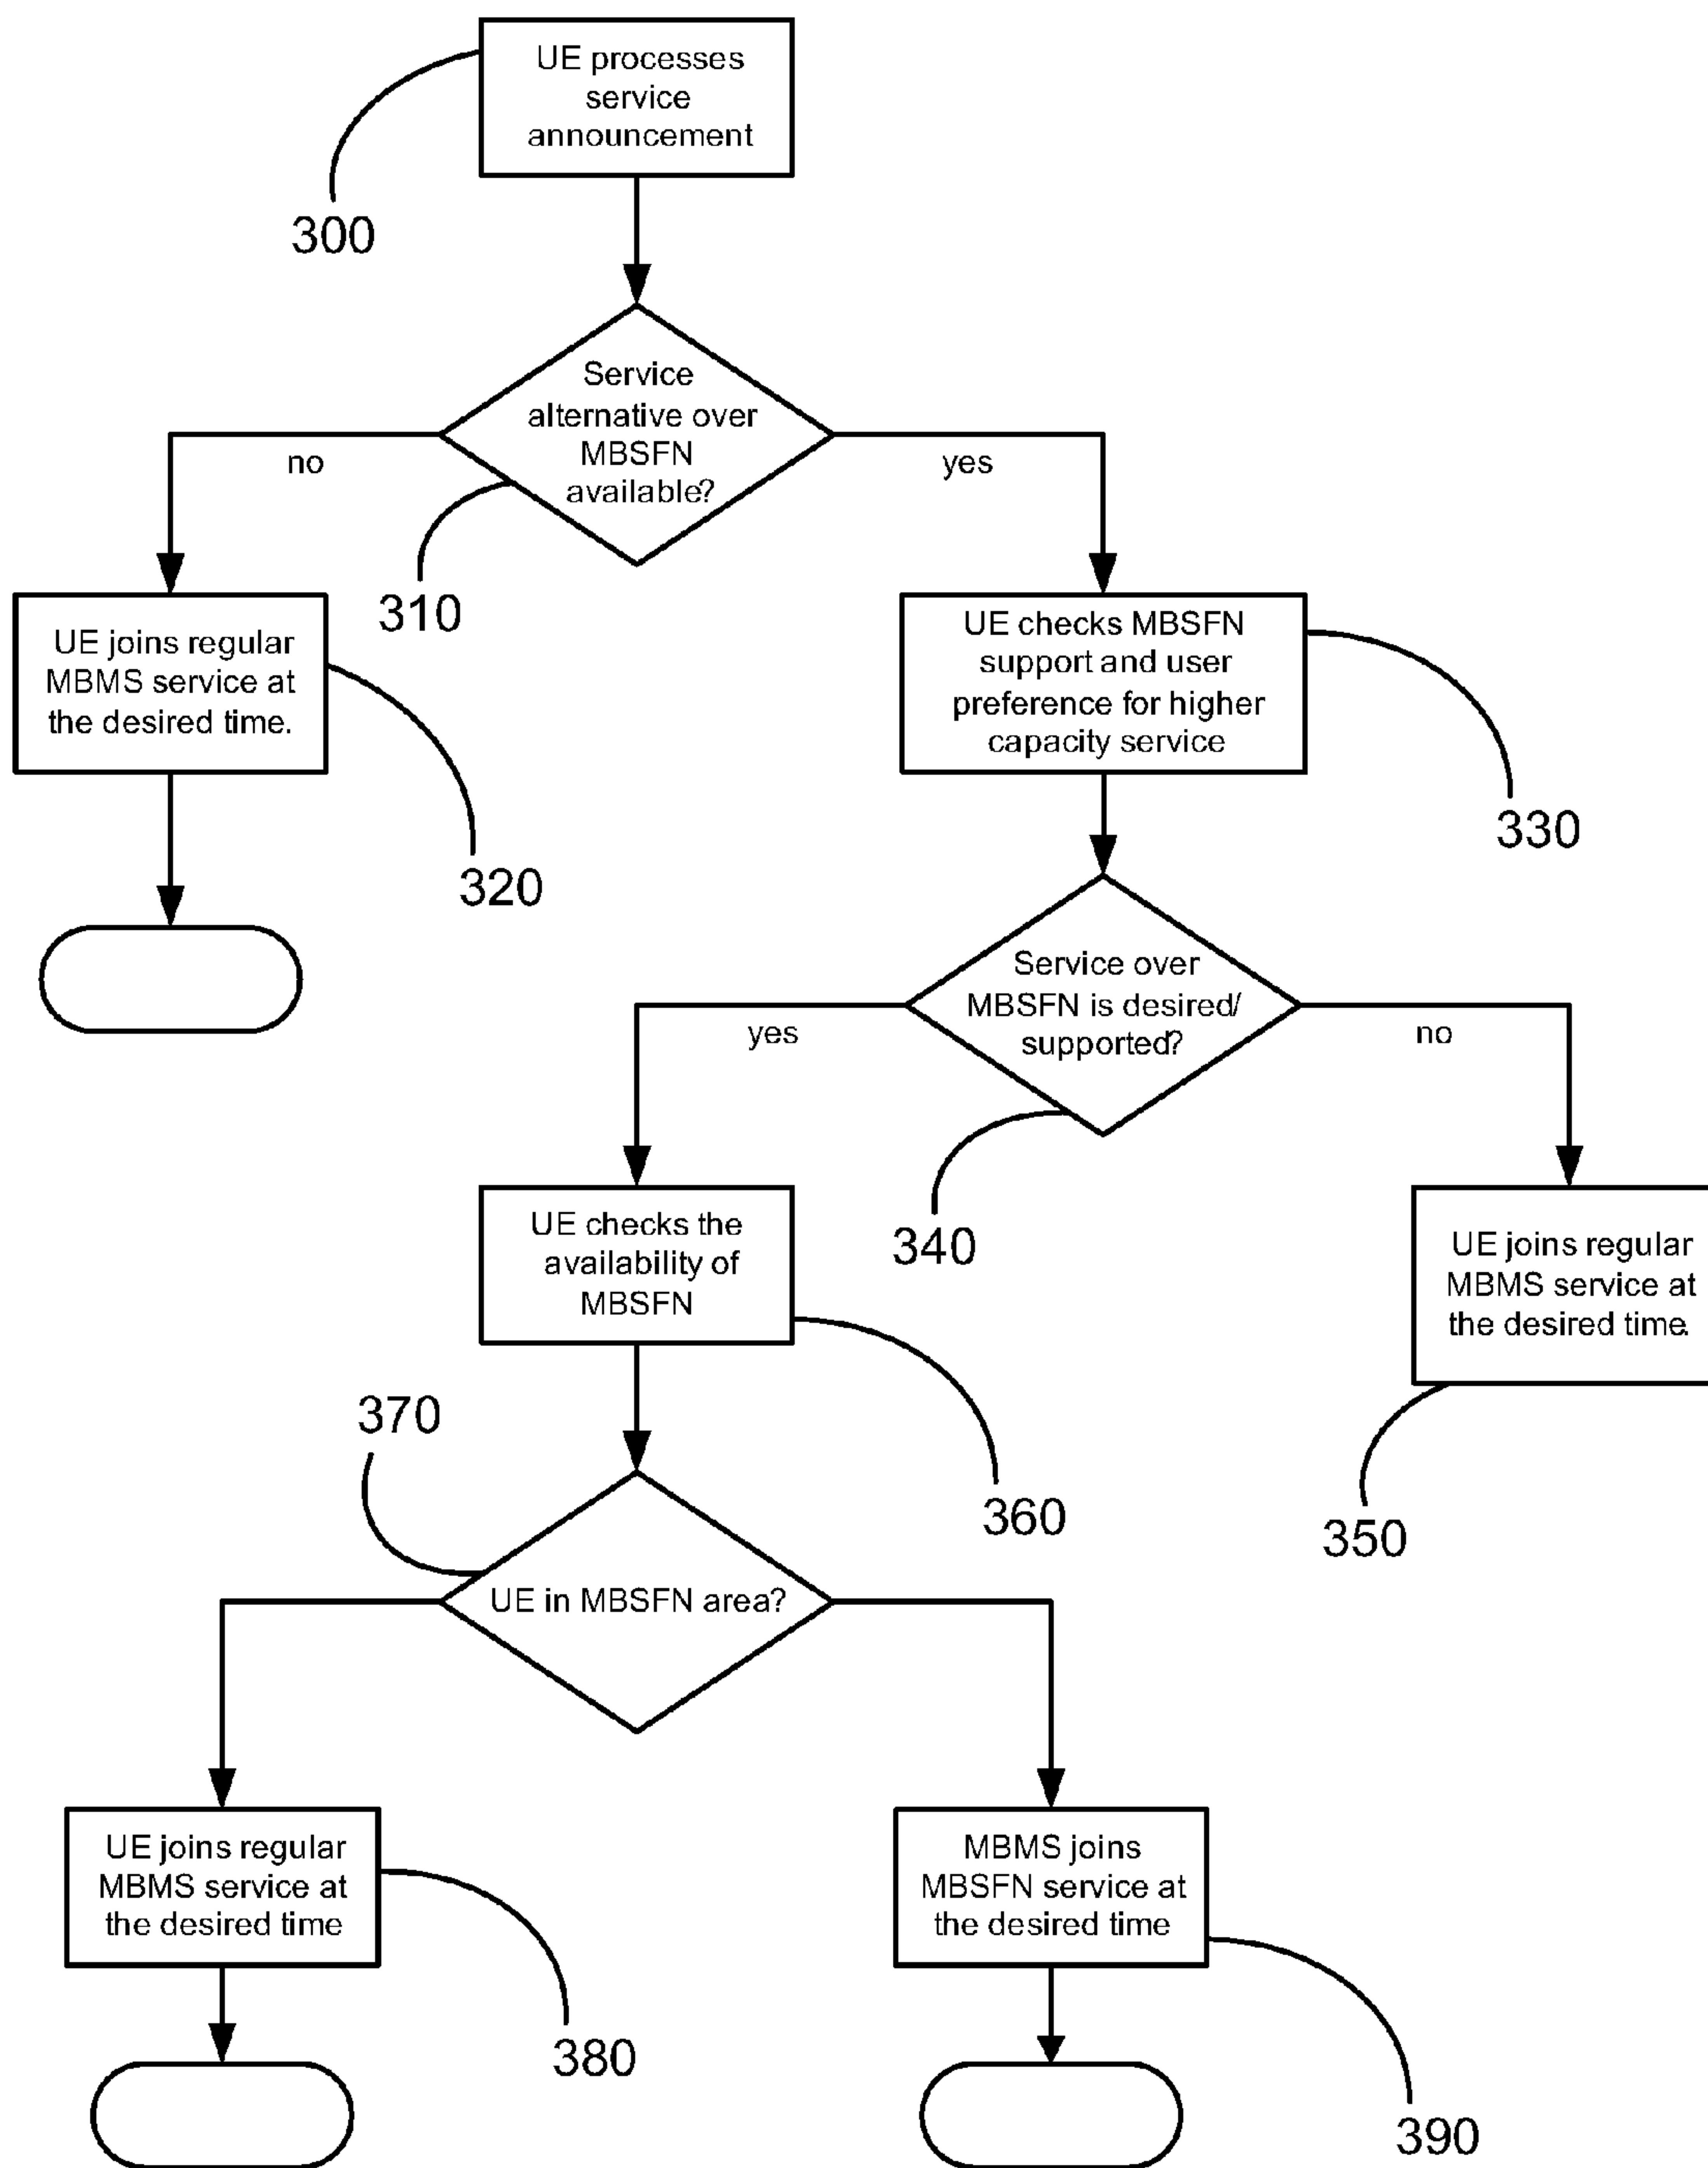 UE processes
service
announcement
300
Service
alternative over
MBSFN
available?
no
yes
310
UE joins regular
MBMS service at
the desired time.
320
UE checks MBSFN
support and user
preference for higher
capacity service
330
Service over
MBSFN is desired/
supported?
yes
no
340
UE checks the
availability of
MBSFN
360
UE joins regular
MBMS service at
the desired time.
350
370
UE in MBSFN area?
UE joins regular
MBMS service at
the desired time
380
MBMS joins
MBSFN service at
the desired time
390